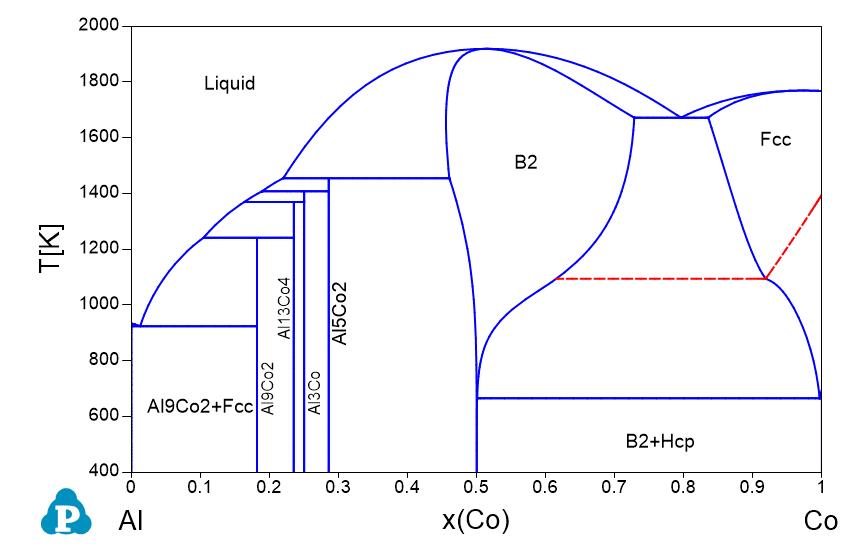 2000
1800
1600
1400
1200
1000
800
600
400
T[K]
Liquid
B2
Fcc
Al13Co4
Al5Co2
Al9Co2
Al3Co
Al9Co2+Fcc
B2+Hcp
0 0.1 0.2 0.3 0.4 0.5 0.6 0.7 0.8 0.9 1
P
Al x(Co) Co